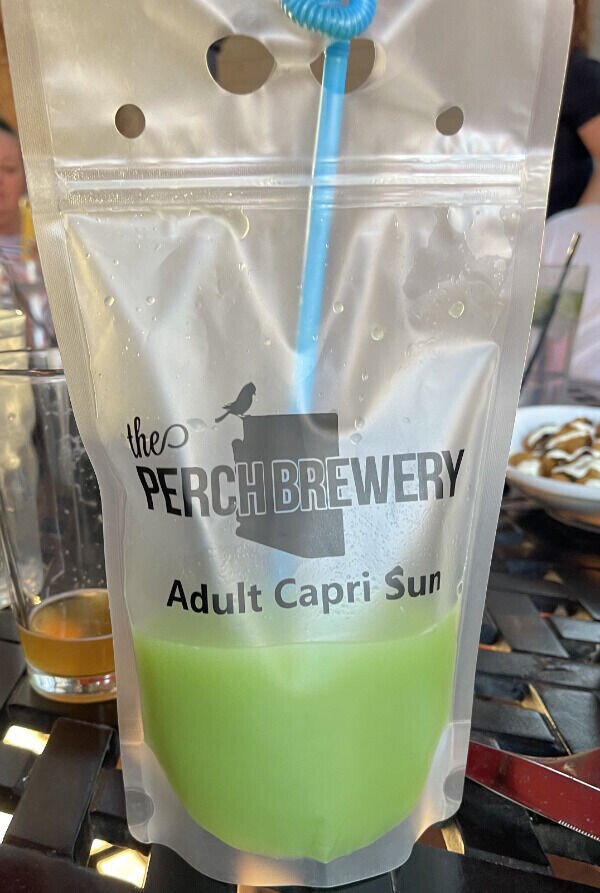 the
PERCH BREWERY
Adult Capri Sun